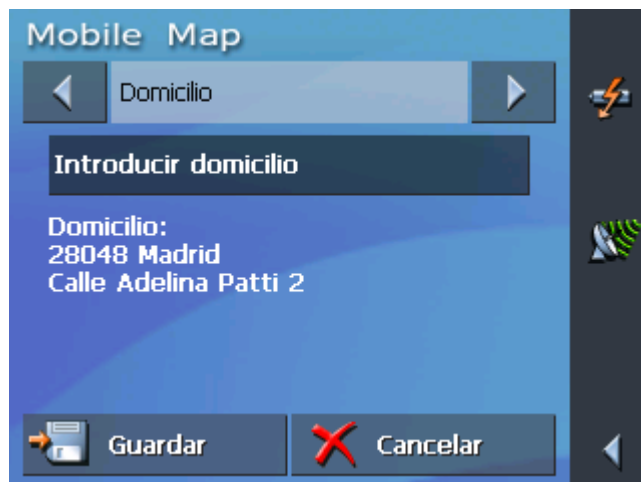 Mobile Map
Domicilio
Introducir domicilio
Domicilio:
28048 Madrid
Calle Adelina Patti 2
Guardar
Cancelar